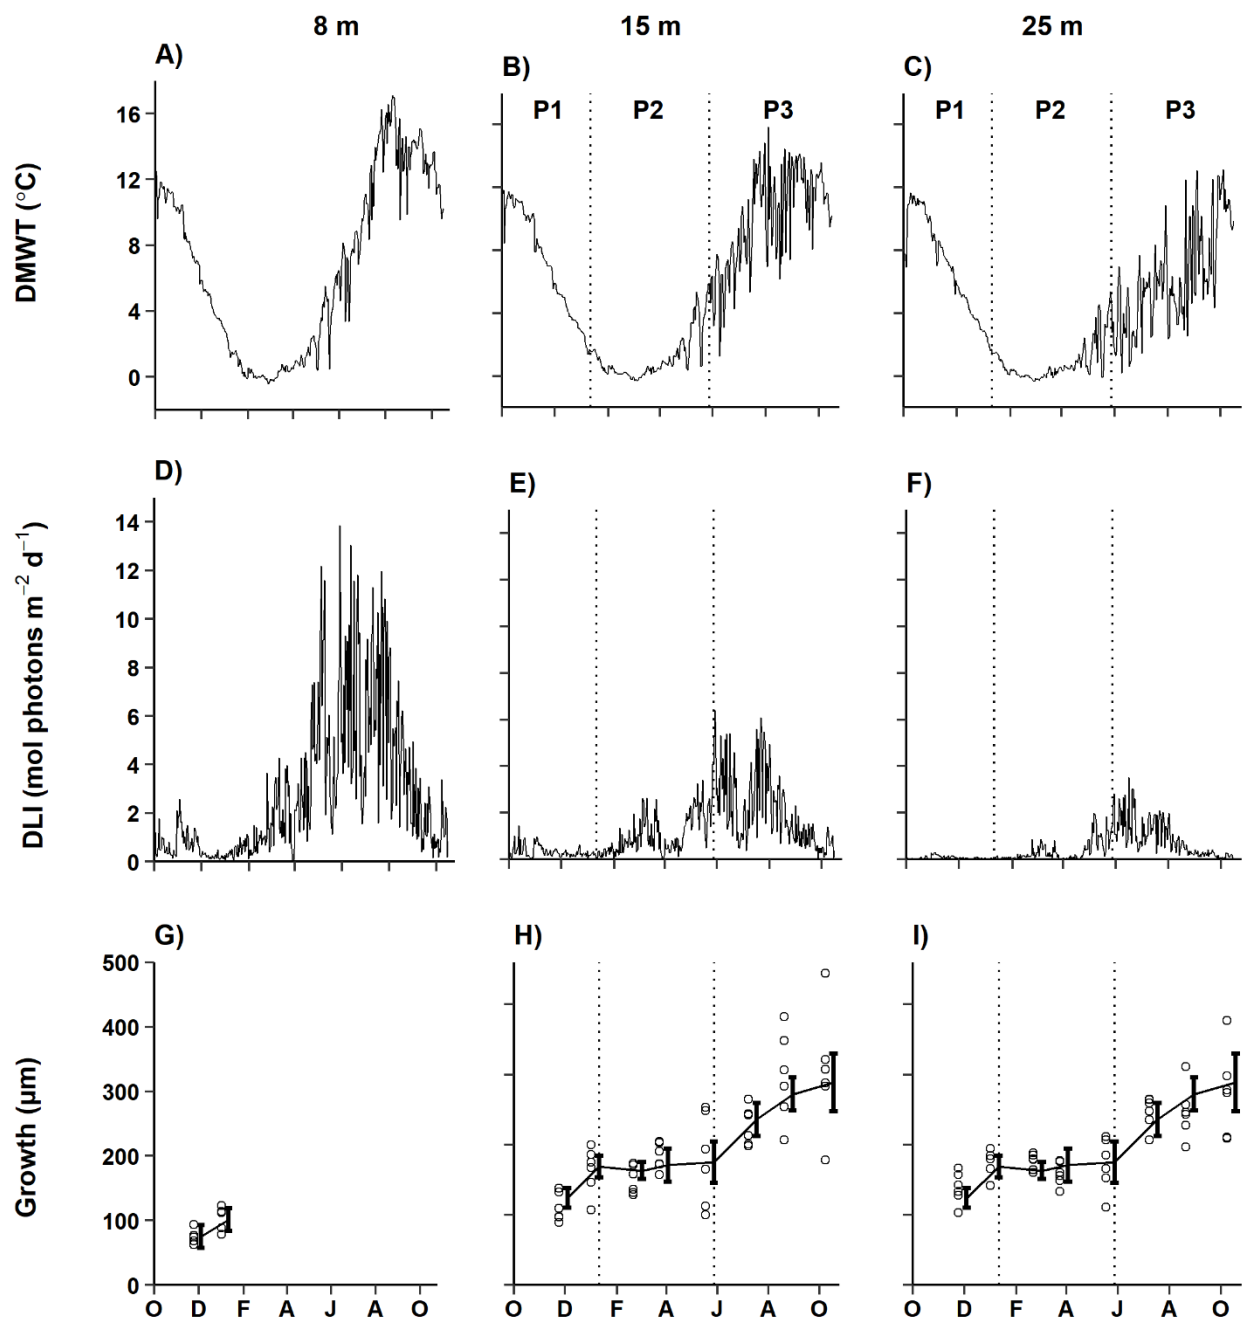 8 m
15 m
25 m
A)
B)
C)
P1
P2
P3
P1
P2
P3
DMWT (°C)
16
12
8
4
0
D)
E)
F)
DLI (mol photons m⁻² d⁻¹)
14
12
10
8
6
4
2
0
G)
H)
I)
Growth (µm)
500
400
300
200
100
0
O D F A J A O
O D F A J A O
O D F A J A O